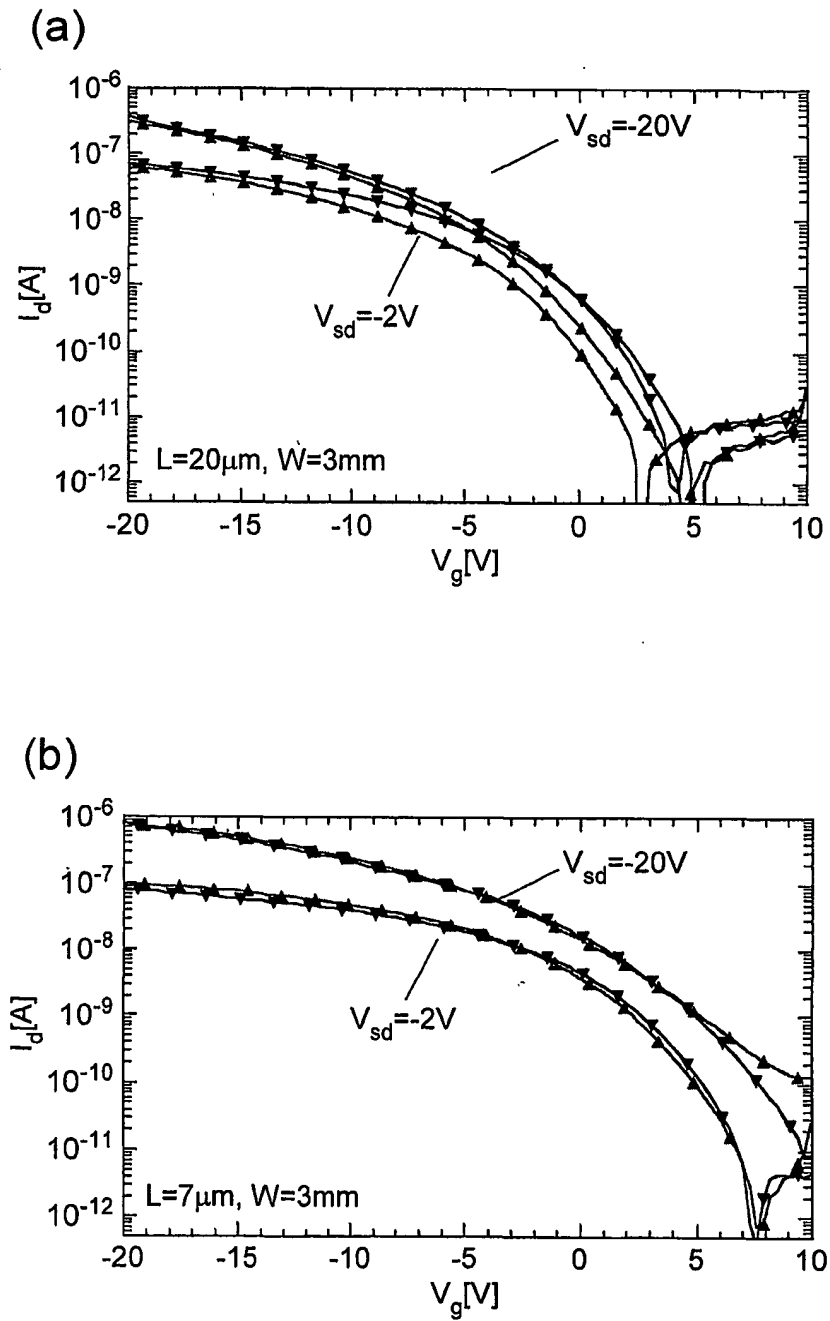 (a)
10^-6
10^-7
10^-8
10^-9
10^-10
10^-11
10^-12
I_d[A]
V_sd=-20V
V_sd=-2V
L=20μm, W=3mm
-20 -15 -10 -5 0 5 10
V_g[V]
(b)
10^-6
10^-7
10^-8
10^-9
10^-10
10^-11
10^-12
I_d[A]
V_sd=-20V
V_sd=-2V
L=7μm, W=3mm
-20 -15 -10 -5 0 5 10
V_g[V]